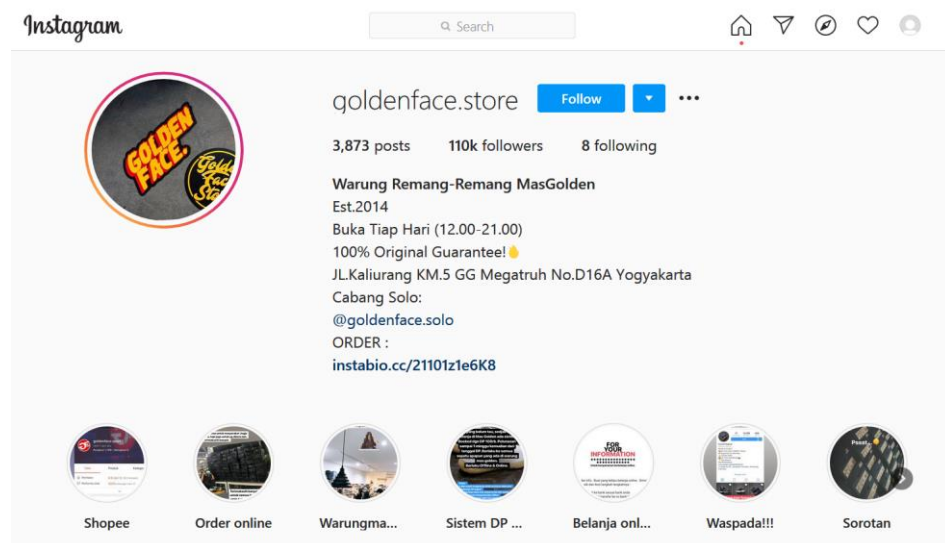 Instagram
Search
GOLDEN
FACE.
Golden
Face
goldenface.store Follow
3,873 posts 110k followers 8 following
Warung Remang-Remang MasGolden
Est.2014
Buka Tiap Hari (12.00-21.00)
100% Original Guarantee!
JL.Kaliurang KM.5 GG Megatruh No.D16A Yogyakarta
Cabang Solo:
@goldenface.solo
ORDER :
instabio.cc/21101z1e6K8
FOR
YOUR
INFORMATION
Pssst..
Shopee Order online Warungma... Sistem DP ... Belanja onl... Waspada!!! Sorotan